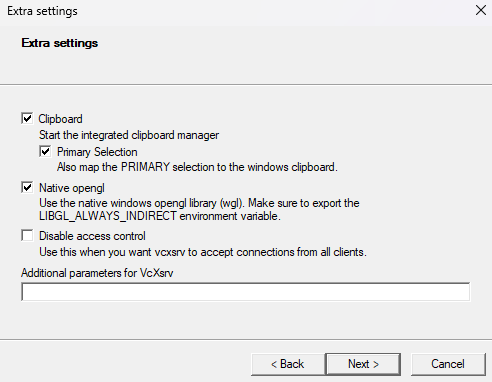 Extra settings
Extra settings
Clipboard
Start the integrated clipboard manager
Primary Selection
Also map the PRIMARY selection to the windows clipboard.
Native opengl
Use the native windows opengl library (wgl). Make sure to export the
LIBGL_ALWAYS_INDIRECT environment variable.
Disable access control
Use this when you want vcxsrv to accept connections from all clients.
Additional parameters for VcXsrv
< Back
Next >
Cancel